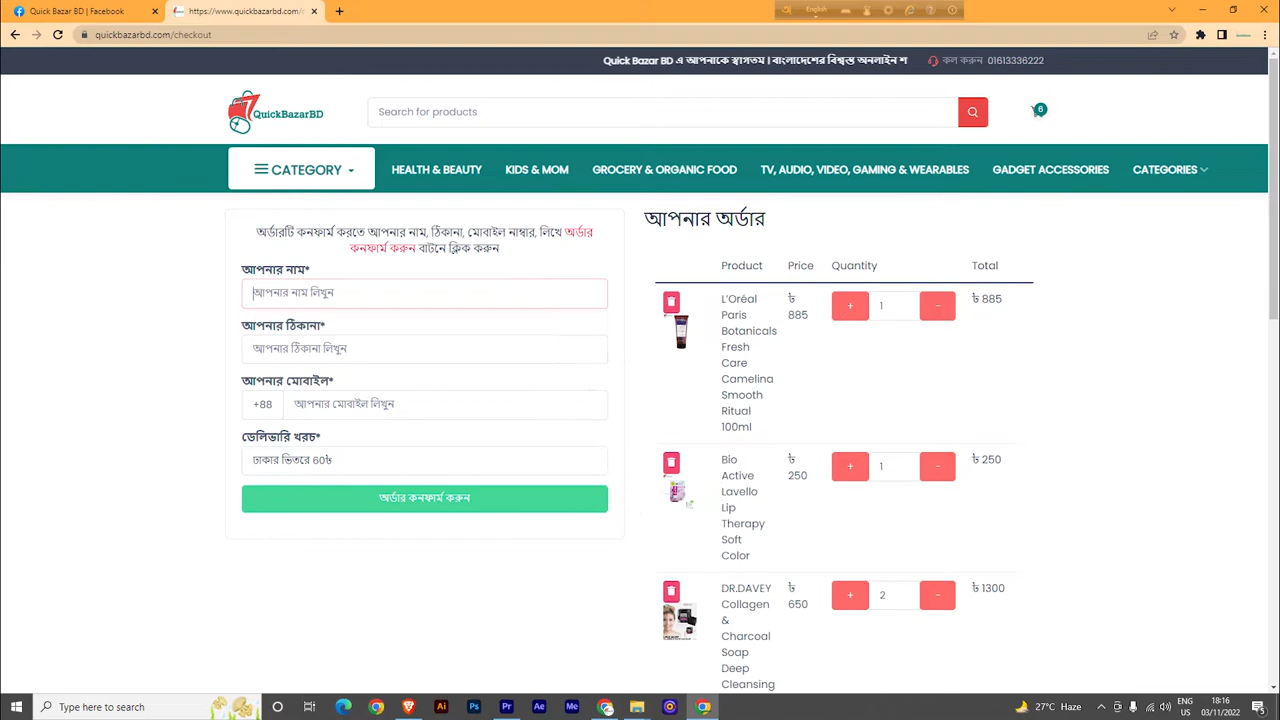 Quick Bazar BD | Facebook
https://www.quickbazarbd.com/c
English
quickbazarbd.com/checkout
Quick Bazar BD এ আপনাকে স্বাগতম | বাংলাদেশের বিশ্বস্ত অনলাইন শ
কল করুন 01613336222
QuickBazarBD
Search for products
6
CATEGORY
HEALTH & BEAUTY
KIDS & MOM
GROCERY & ORGANIC FOOD
TV, AUDIO, VIDEO, GAMING & WEARABLES
GADGET ACCESSORIES
CATEGORIES
অর্ডারটি কনফার্ম করতে আপনার নাম, ঠিকানা, মোবাইল নাম্বার, লিখে অর্ডার
কনফার্ম করুন বাটনে ক্লিক করুন
আপনার নাম*
আপনার নাম লিখুন
আপনার ঠিকানা*
আপনার ঠিকানা লিখুন
আপনার মোবাইল*
+88 আপনার মোবাইল লিখুন
ডেলিভারি খরচ*
ঢাকার ভিতরে 60৳
অর্ডার কনফার্ম করুন
আপনার অর্ডার
Product Price Quantity Total
L'Oréal
Paris
Botanicals
Fresh
Care
Camelina
Smooth
Ritual
100ml
৳
885
+ 1 -
৳ 885
Bio
Active
Lavello
Lip
Therapy
Soft
Color
৳
250
+ 1 -
৳ 250
DR.DAVEY
Collagen
&
Charcoal
Soap
Deep
Cleansing
৳
650
+ 2 -
৳ 1300
Type here to search
Ai
Ps
Pr
Ae
Me
27°C Haze
ENG
US
18:16
03/11/2022